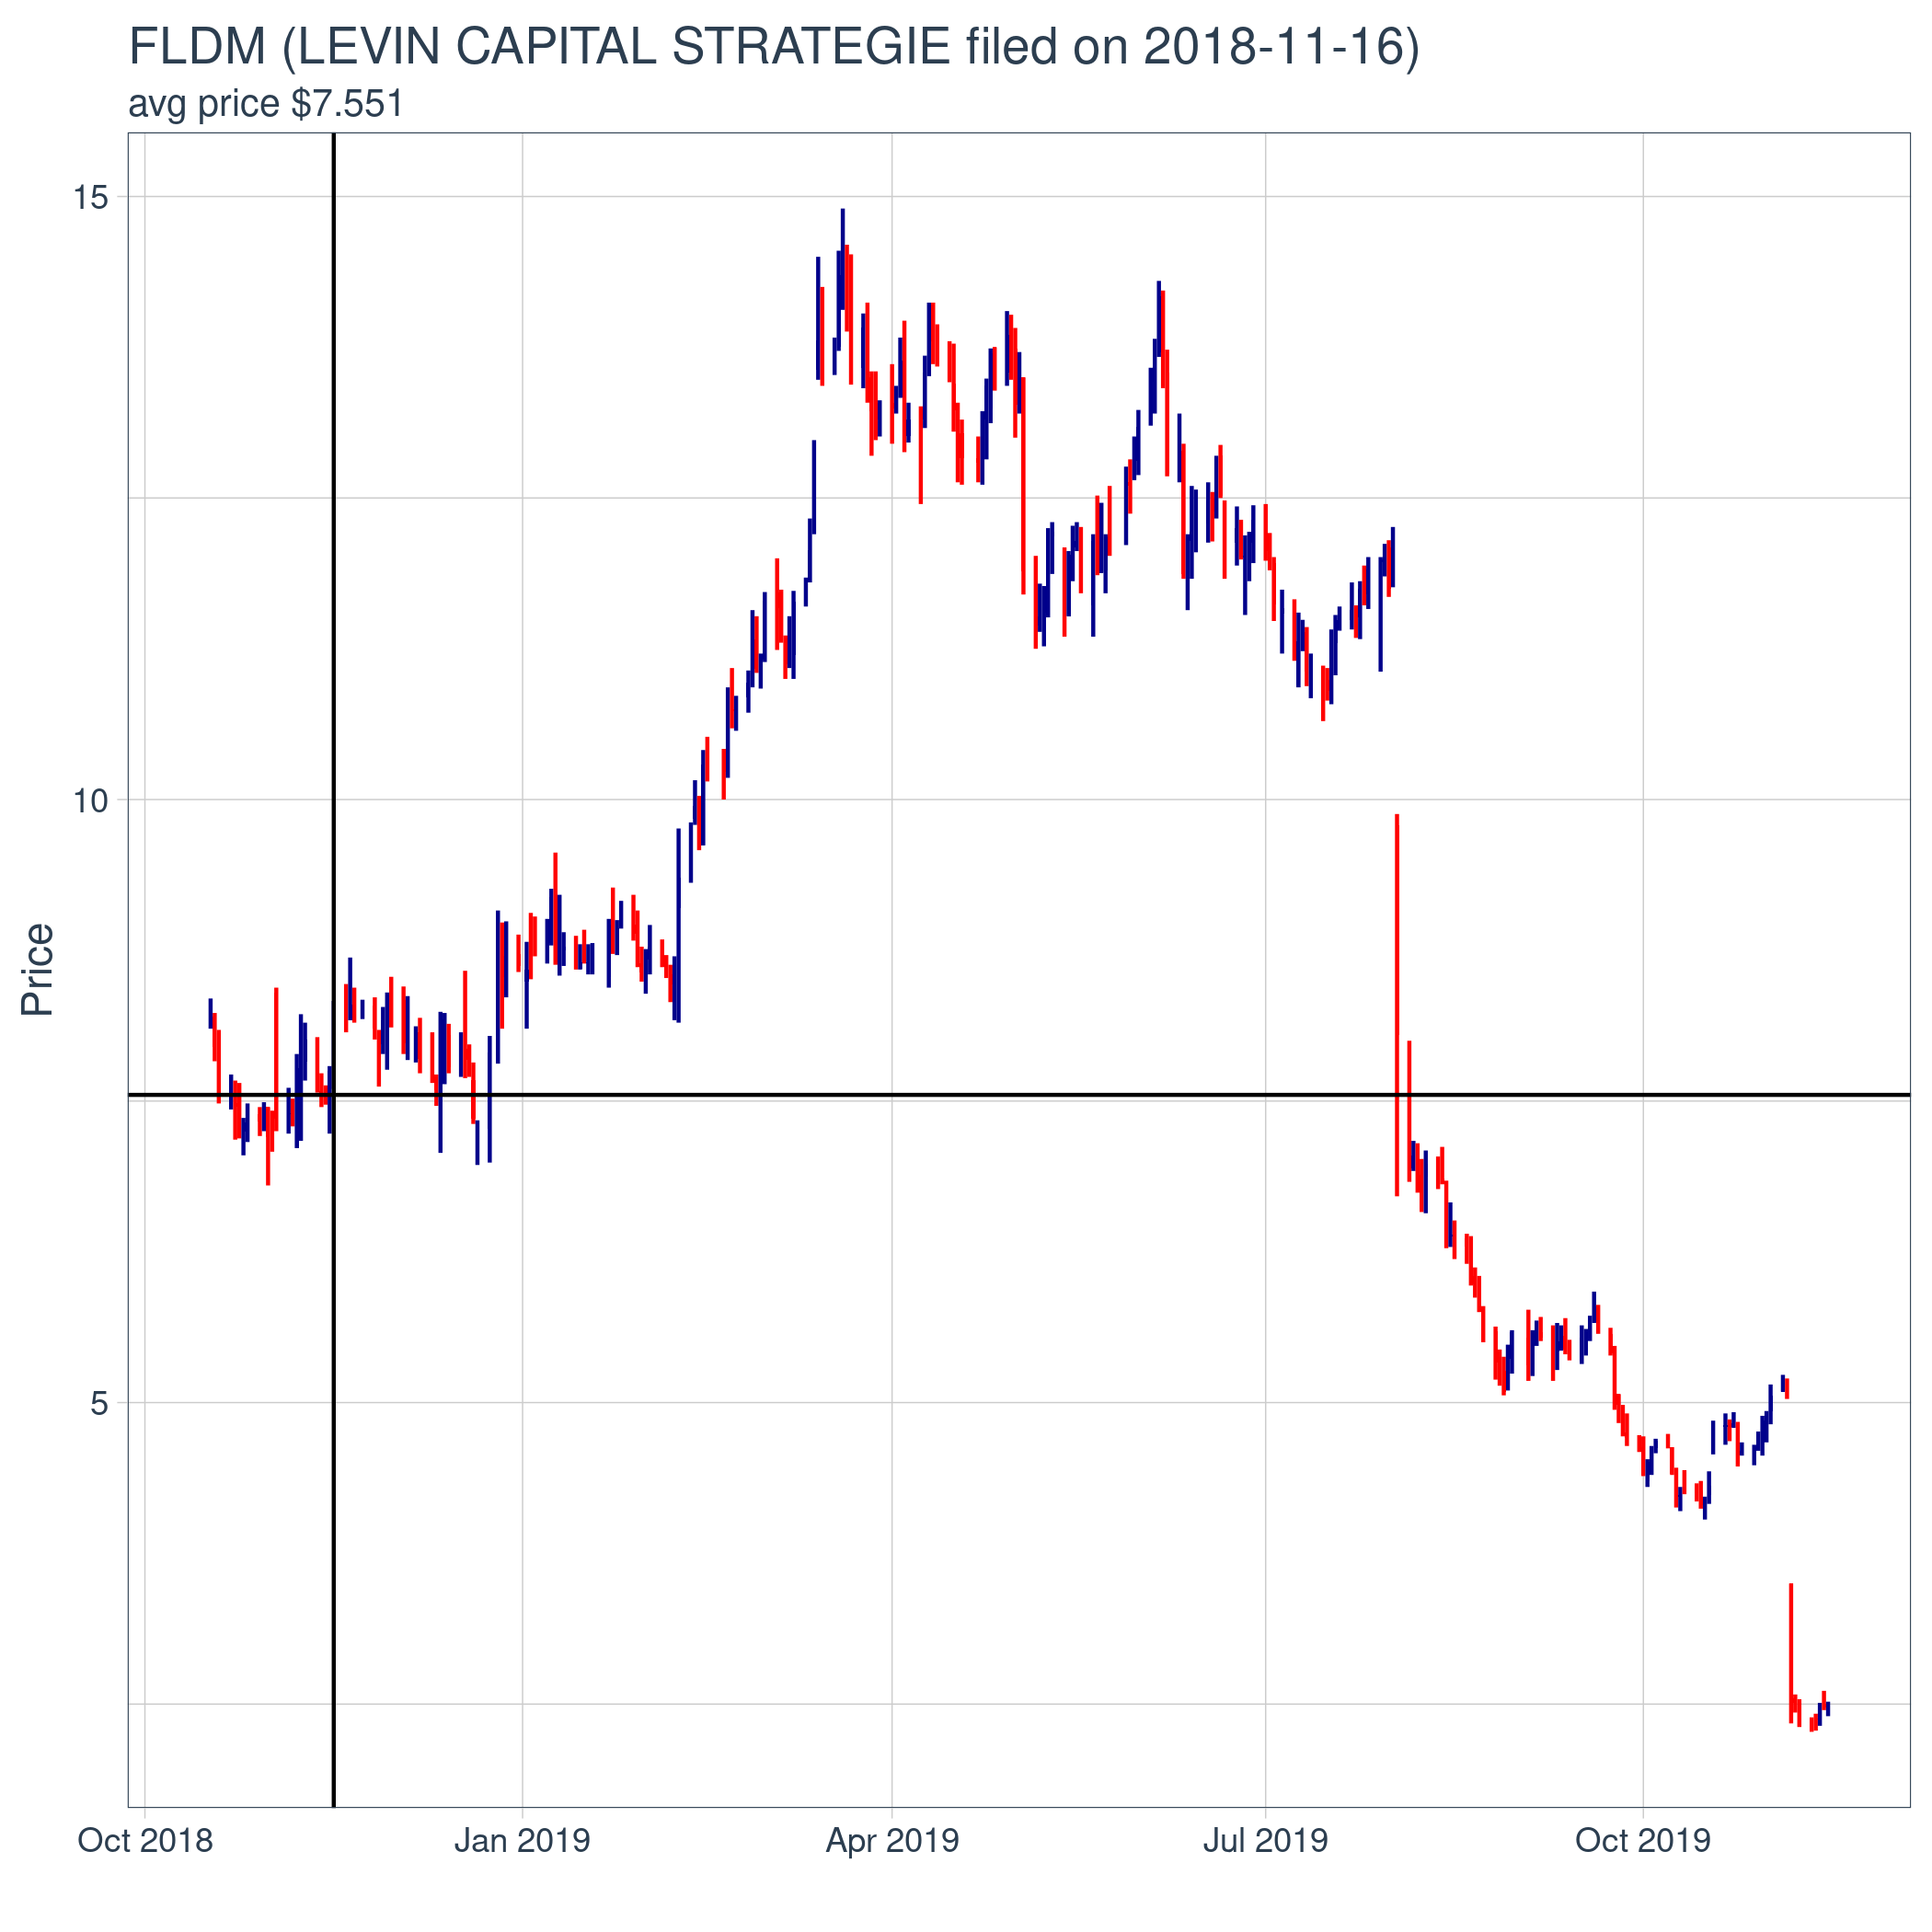 FLDM (LEVIN CAPITAL STRATEGIE filed on 2018-11-16)
avg price $7.551
15
10
5
Price
Oct 2018 Jan 2019 Apr 2019 Jul 2019 Oct 2019